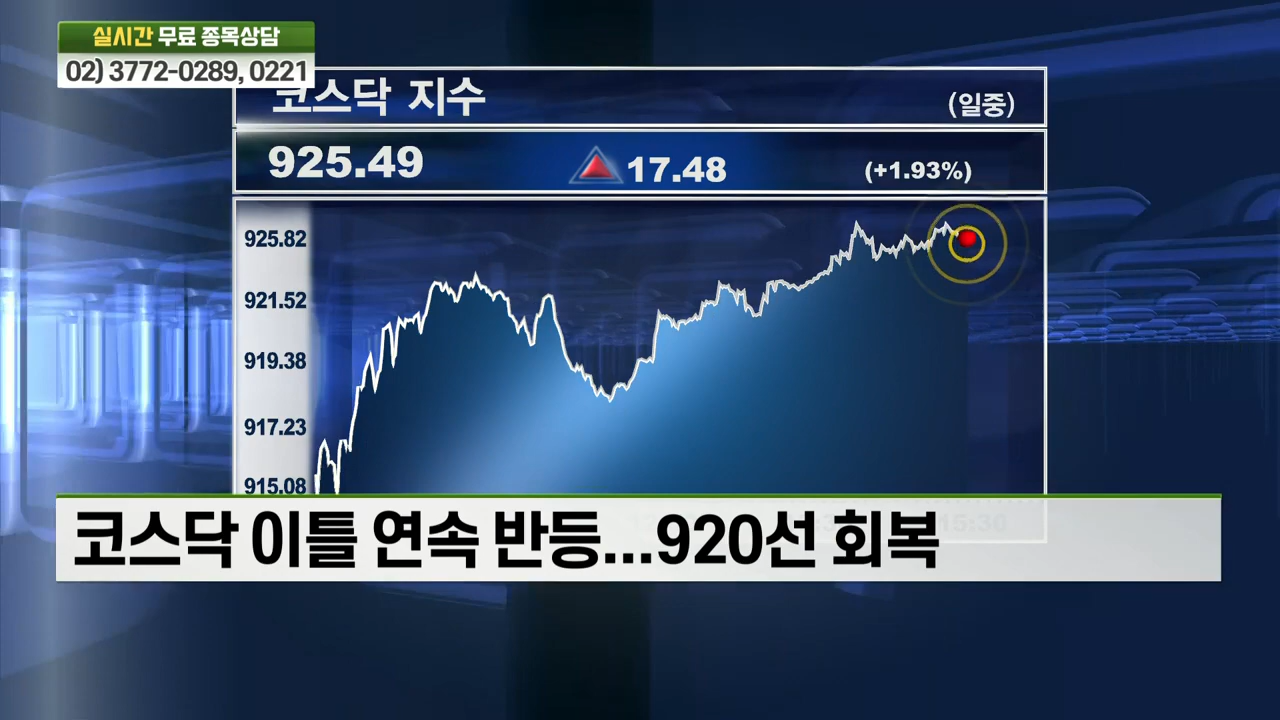 실시간 무료 종목상담
02) 3772-0289, 0221
코스닥 지수
(일중)
925.49 17.48 (+1.93%)
925.82
921.52
919.38
917.23
915.08
15:30
코스닥 이틀 연속 반등...920선 회복